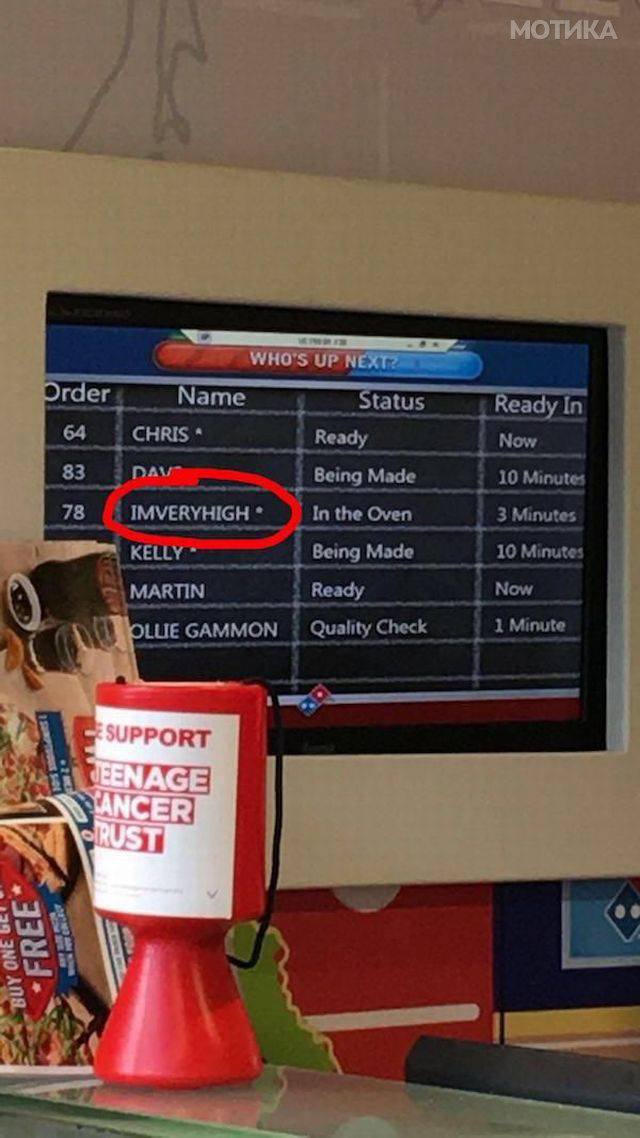 МОТИКА
WHO'S UP NEXT?
Order Name Status Ready In
64 CHRIS * Ready Now
83 Being Made 10 Minutes
78 IMVERYHIGH * In the Oven 3 Minutes
KELLY * Being Made 10 Minutes
MARTIN Ready Now
OLLIE GAMMON Quality Check 1 Minute
E SUPPORT
TEENAGE
CANCER
TRUST
BUY ONE GET
FREE